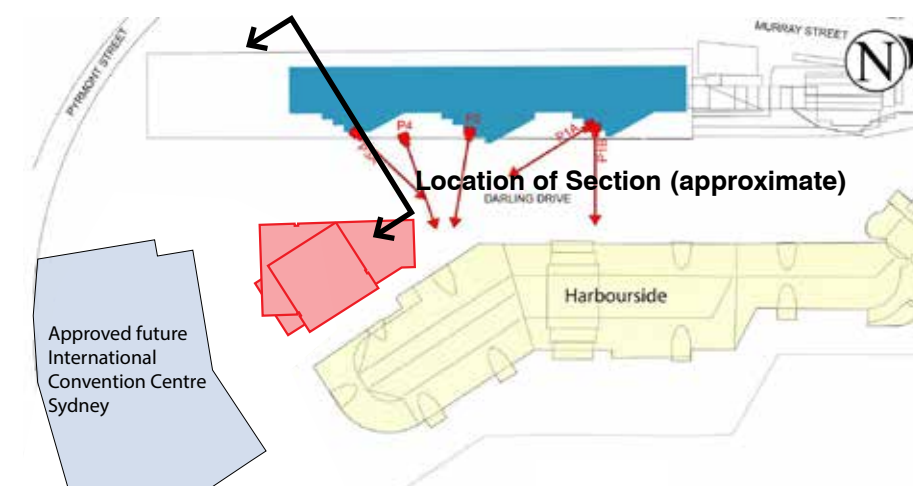 MURRAY STREET
N
PYRMONT STREET
P4
P1A
P1B
Location of Section (approximate)
DARLING DRIVE
Harbourside
Approved future
International
Convention Centre
Sydney